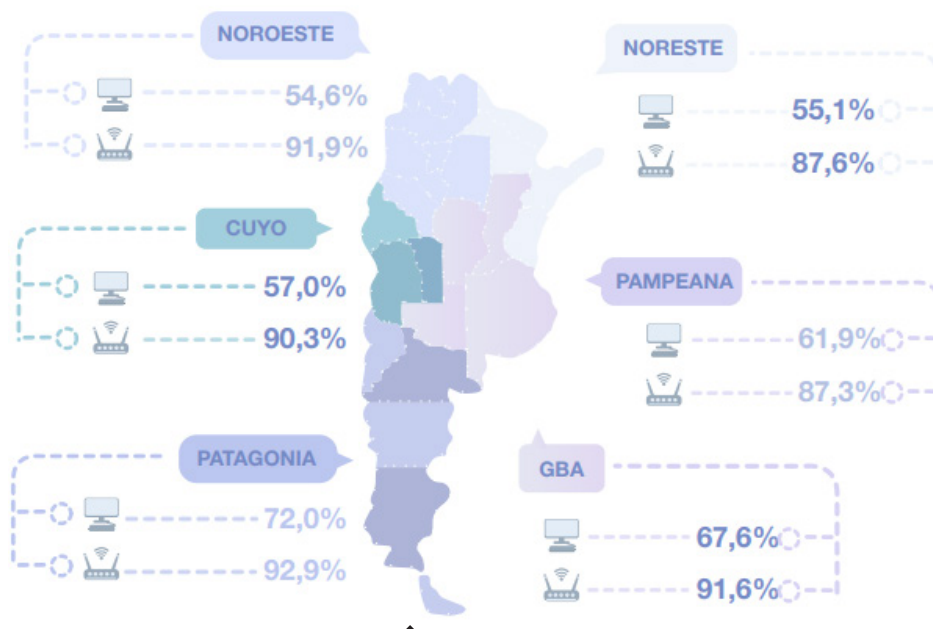 NOROESTE
54,6%
91,9%
NORESTE
55,1%
87,6%
CUYO
57,0%
90,3%
PAMPEANA
61,9%
87,3%
PATAGONIA
72,0%
92,9%
GBA
67,6%
91,6%